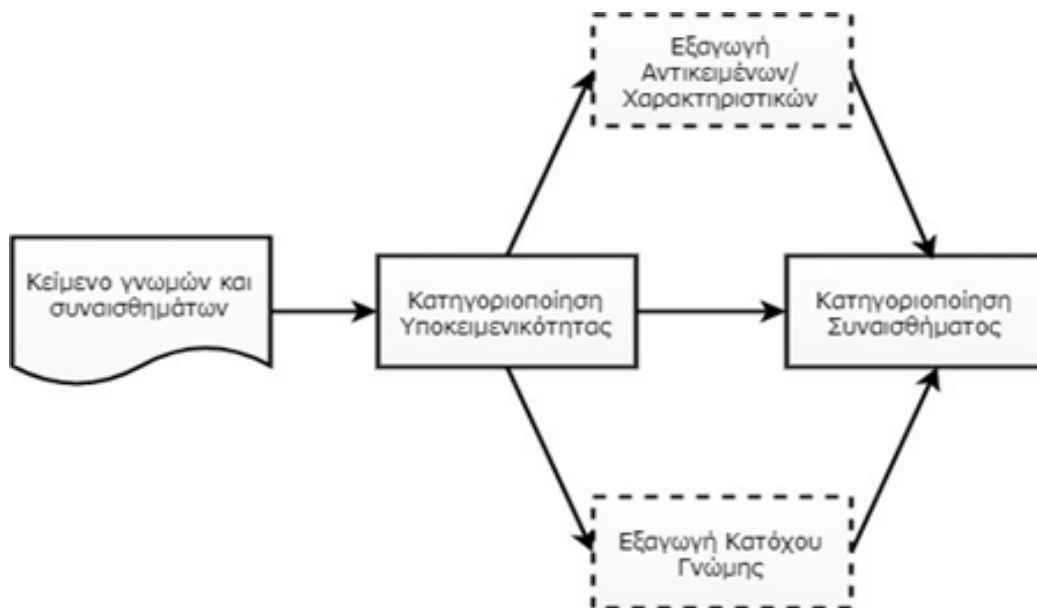 Εξαγωγή
Αντικειμένων/
Χαρακτηριστικών
Κείμενο γνωμών και
συναισθημάτων
Κατηγοριοποίηση
Υποκειμενικότητας
Κατηγοριοποίηση
Συναισθήματος
Εξαγωγή Κατόχου
Γνώμης